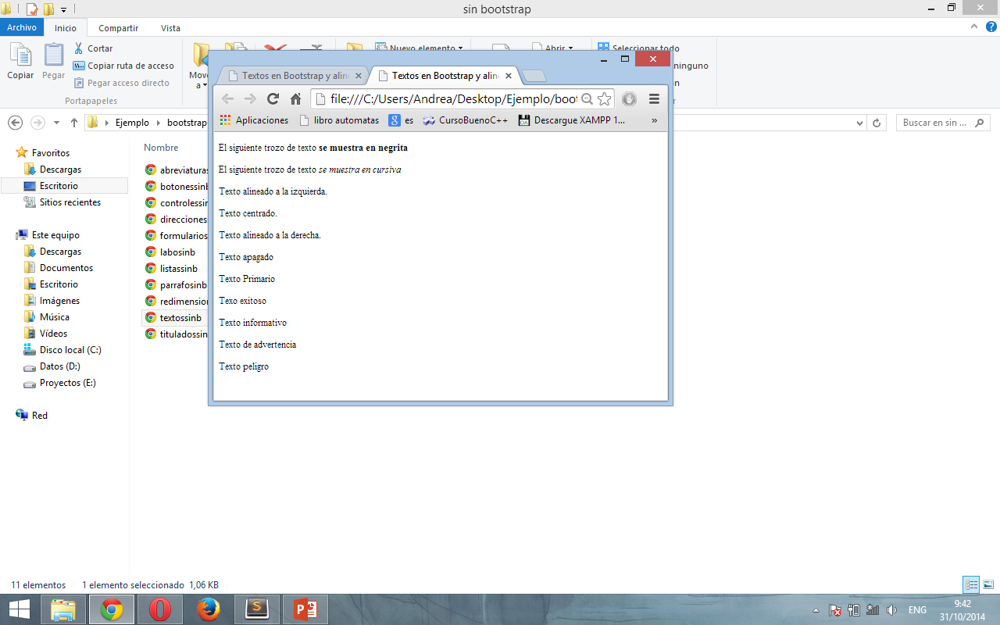 sin bootstrap
Archivo Inicio Compartir Vista
Copiar
Pegar
Cortar
Copiar ruta de acceso
Pegar acceso directo
Portapapeles
a
Nuevo elemento
Abrir
Seleccionar todo
ninguno
Textos en Bootstrap y alin
Textos en Bootstrap y alin
file:///C:/Users/Andrea/Desktop/Ejemplo/boot
Aplicaciones libro automatas es CursoBuenoC++ Descargue XAMPP 1... »
Ejemplo bootstrap
Buscar en sin ...
Favoritos
Descargas
Escritorio
Sitios recientes
Este equipo
Descargas
Documentos
Escritorio
Imágenes
Música
Vídeos
Disco local (C:)
Datos (D:)
Proyectos (E:)
Red
Nombre
abreviaturas
botonessinb
controlessin
direcciones
formularios
labosinb
listassinb
parrafosinb
redimension
textossinb
tituladossin
El siguiente trozo de texto se muestra en negrita
El siguiente trozo de texto se muestra en cursiva
Texto alineado a la izquierda.
Texto centrado.
Texto alineado a la derecha.
Texto apagado
Texto Primario
Texo exitoso
Texto informativo
Texto de advertencia
Texto peligro
11 elementos 1 elemento seleccionado 1,06 KB
ENG
9:42
31/10/2014